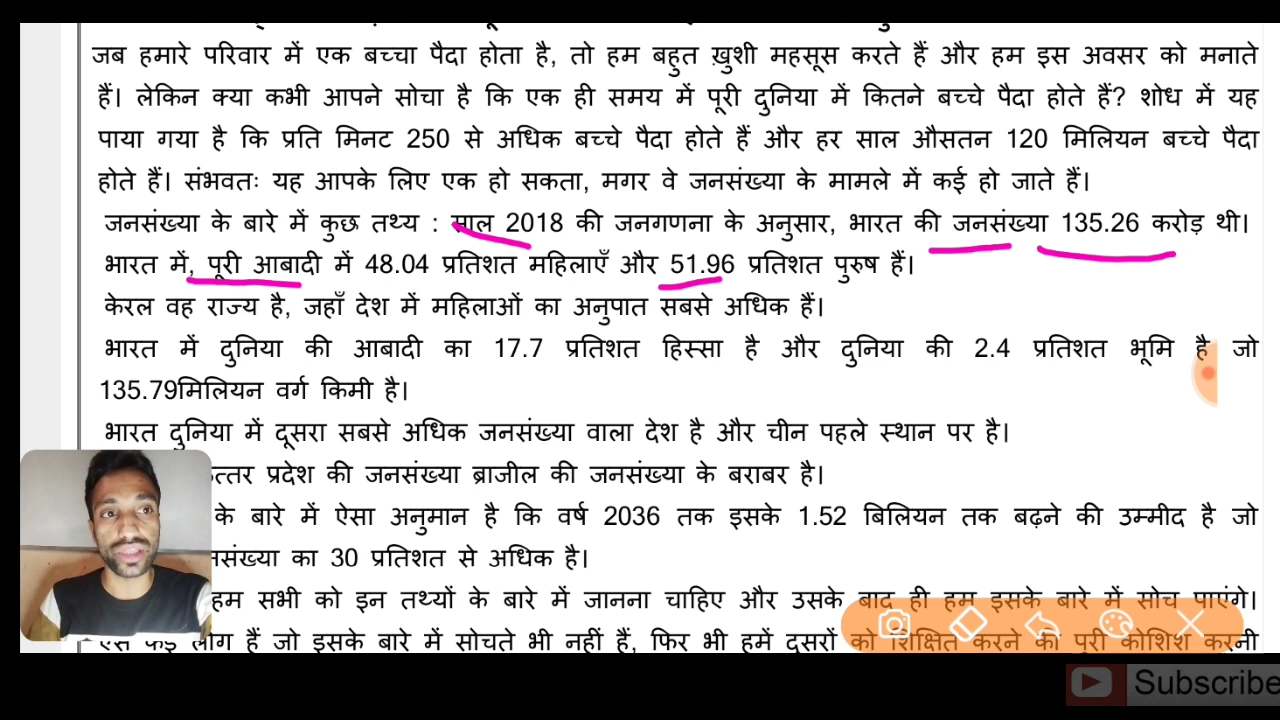 जब हमारे परिवार में एक बच्चा पैदा होता है, तो हम बहुत ख़ुशी महसूस करते हैं और हम इस अवसर को मनाते
हैं। लेकिन क्या कभी आपने सोचा है कि एक ही समय में पूरी दुनिया में कितने बच्चे पैदा होते हैं? शोध में यह
पाया गया है कि प्रति मिनट 250 से अधिक बच्चे पैदा होते हैं और हर साल औसतन 120 मिलियन बच्चे पैदा
होते हैं। संभवतः यह आपके लिए एक हो सकता, मगर वे जनसंख्या के मामले में कई हो जाते हैं।
जनसंख्या के बारे में कुछ तथ्य : साल 2018 की जनगणना के अनुसार, भारत की जनसंख्या 135.26 करोड़ थी।
भारत में, पूरी आबादी में 48.04 प्रतिशत महिलाएँ और 51.96 प्रतिशत पुरुष हैं।
केरल वह राज्य है, जहाँ देश में महिलाओं का अनुपात सबसे अधिक हैं।
भारत में दुनिया की आबादी का 17.7 प्रतिशत हिस्सा है और दुनिया की 2.4 प्रतिशत भूमि है जो
135.79मिलियन वर्ग किमी है।
भारत दुनिया में दूसरा सबसे अधिक जनसंख्या वाला देश है और चीन पहले स्थान पर है।
उत्तर प्रदेश की जनसंख्या ब्राजील की जनसंख्या के बराबर है।
के बारे में ऐसा अनुमान है कि वर्ष 2036 तक इसके 1.52 बिलियन तक बढ़ने की उम्मीद है जो
का 30 प्रतिशत से अधिक है।
हम सभी को इन तथ्यों के बारे में जानना चाहिए और उसके बाद ही हम इसके बारे में सोच पाएंगे।
ऐसे कई लोग हैं जो इसके बारे में सोचते भी नहीं हैं, फिर भी हमें दूसरों को शिक्षित करने की पूरी कोशिश करनी
Subscribe